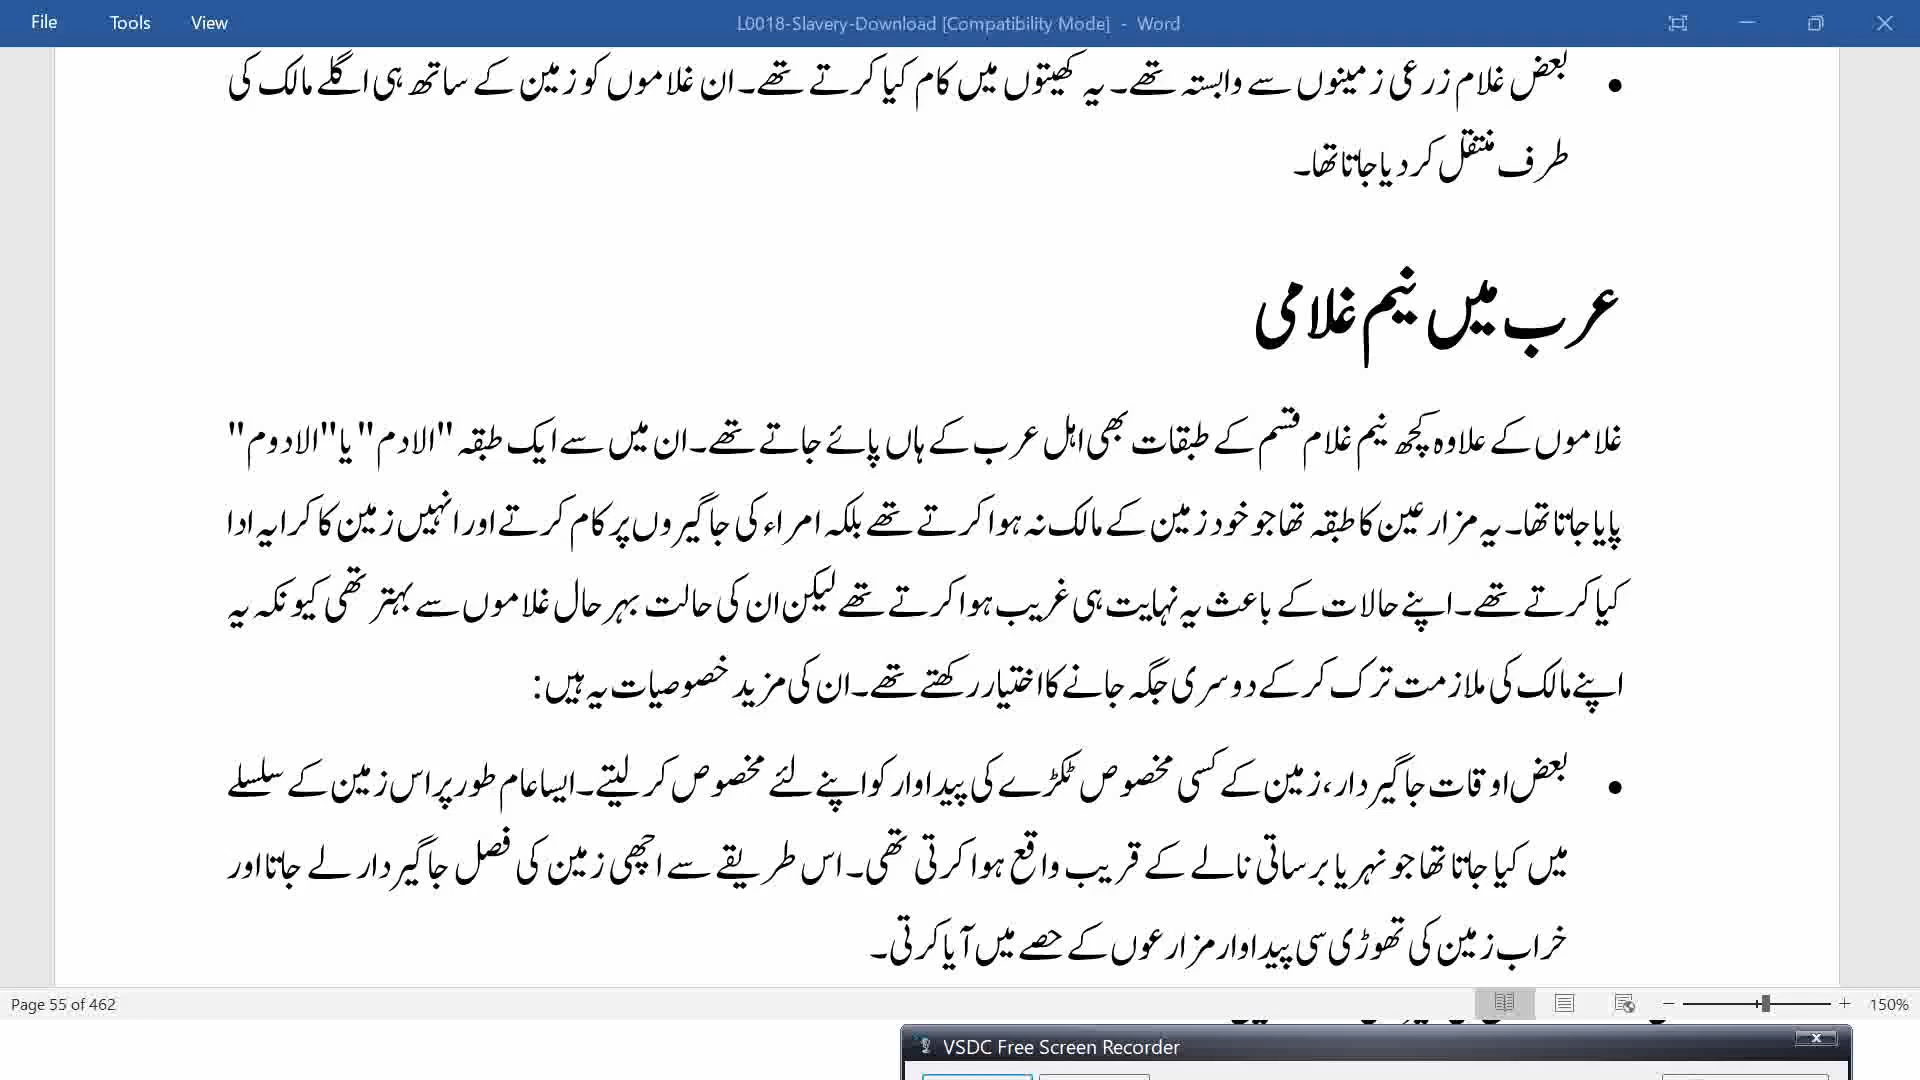 File Tools View L0018-Slavery-Download [Compatibility Mode] - Word
• بعض غلام زرعی زمینوں سے وابستہ تھے۔ یہ کھیتوں میں کام کیا کرتے تھے۔ ان غلاموں کو زمین کے ساتھ ہی اگلے مالک کی
طرف منتقل کر دیا جاتا تھا۔
عرب میں نیم غلامی
غلاموں کے علاوہ کچھ نیم غلام قسم کے طبقات بھی اہل عرب کے ہاں پائے جاتے تھے۔ ان میں سے ایک طبقہ "الادم" یا "الادوم"
پایا جاتا تھا۔ یہ مزارعین کا طبقہ تھا جو خود زمین کے مالک نہ ہوا کرتے تھے بلکہ امراء کی جاگیروں پر کام کرتے اور انہیں زمین کا کرایہ ادا
کیا کرتے تھے۔ اپنے حالات کے باعث یہ نہایت ہی غریب ہوا کرتے تھے لیکن ان کی حالت بہرحال غلاموں سے بہتر تھی کیونکہ یہ
اپنے مالک کی ملازمت ترک کر کے دوسری جگہ جانے کا اختیار رکھتے تھے۔ ان کی مزید خصوصیات یہ ہیں:
• بعض اوقات جاگیر دار، زمین کے کسی مخصوص ٹکڑے کی پیداوار کو اپنے لئے مخصوص کر لیتے۔ ایسا عام طور پر اس زمین کے سلسلے
میں کیا جاتا تھا جو نہر یا برساتی نالے کے قریب واقع ہوا کرتی تھی۔ اس طریقے سے اچھی زمین کی فصل جاگیر دار لے جاتا اور
خراب زمین کی تھوڑی سی پیداوار مزارعوں کے حصے میں آیا کرتی۔
Page 55 of 462 150%
VSDC Free Screen Recorder